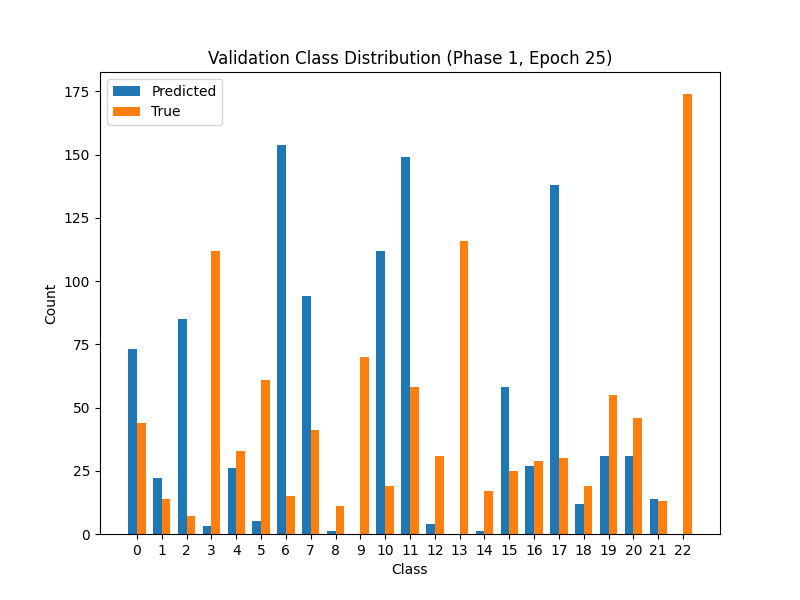 Validation Class Distribution (Phase 1, Epoch 25)
Predicted
True
175
150
125
100
75
50
25
0
Count
0 1 2 3 4 5 6 7 8 9 10 11 12 13 14 15 16 17 18 19 20 21 22
Class